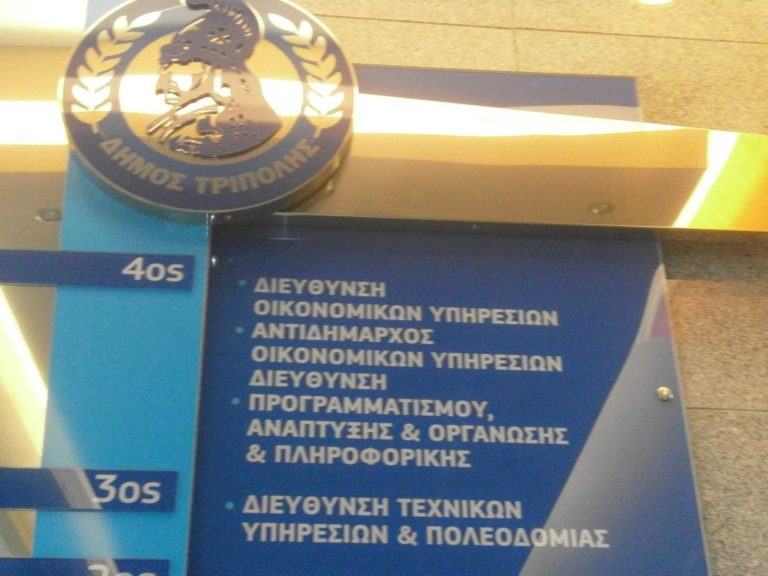 ΔΗΜΟΣ ΤΡΙΠΟΛΗΣ
4ος
• ΔΙΕΥΘΥΝΣΗ
ΟΙΚΟΝΟΜΙΚΩΝ ΥΠΗΡΕΣΙΩΝ
• ΑΝΤΙΔΗΜΑΡΧΟΣ
ΟΙΚΟΝΟΜΙΚΩΝ ΥΠΗΡΕΣΙΩΝ
ΔΙΕΥΘΥΝΣΗ
• ΠΡΟΓΡΑΜΜΑΤΙΣΜΟΥ,
ΑΝΑΠΤΥΞΗΣ & ΟΡΓΑΝΩΣΗΣ
& ΠΛΗΡΟΦΟΡΙΚΗΣ
3ος
• ΔΙΕΥΘΥΝΣΗ ΤΕΧΝΙΚΩΝ
ΥΠΗΡΕΣΙΩΝ & ΠΟΛΕΟΔΟΜΙΑΣ